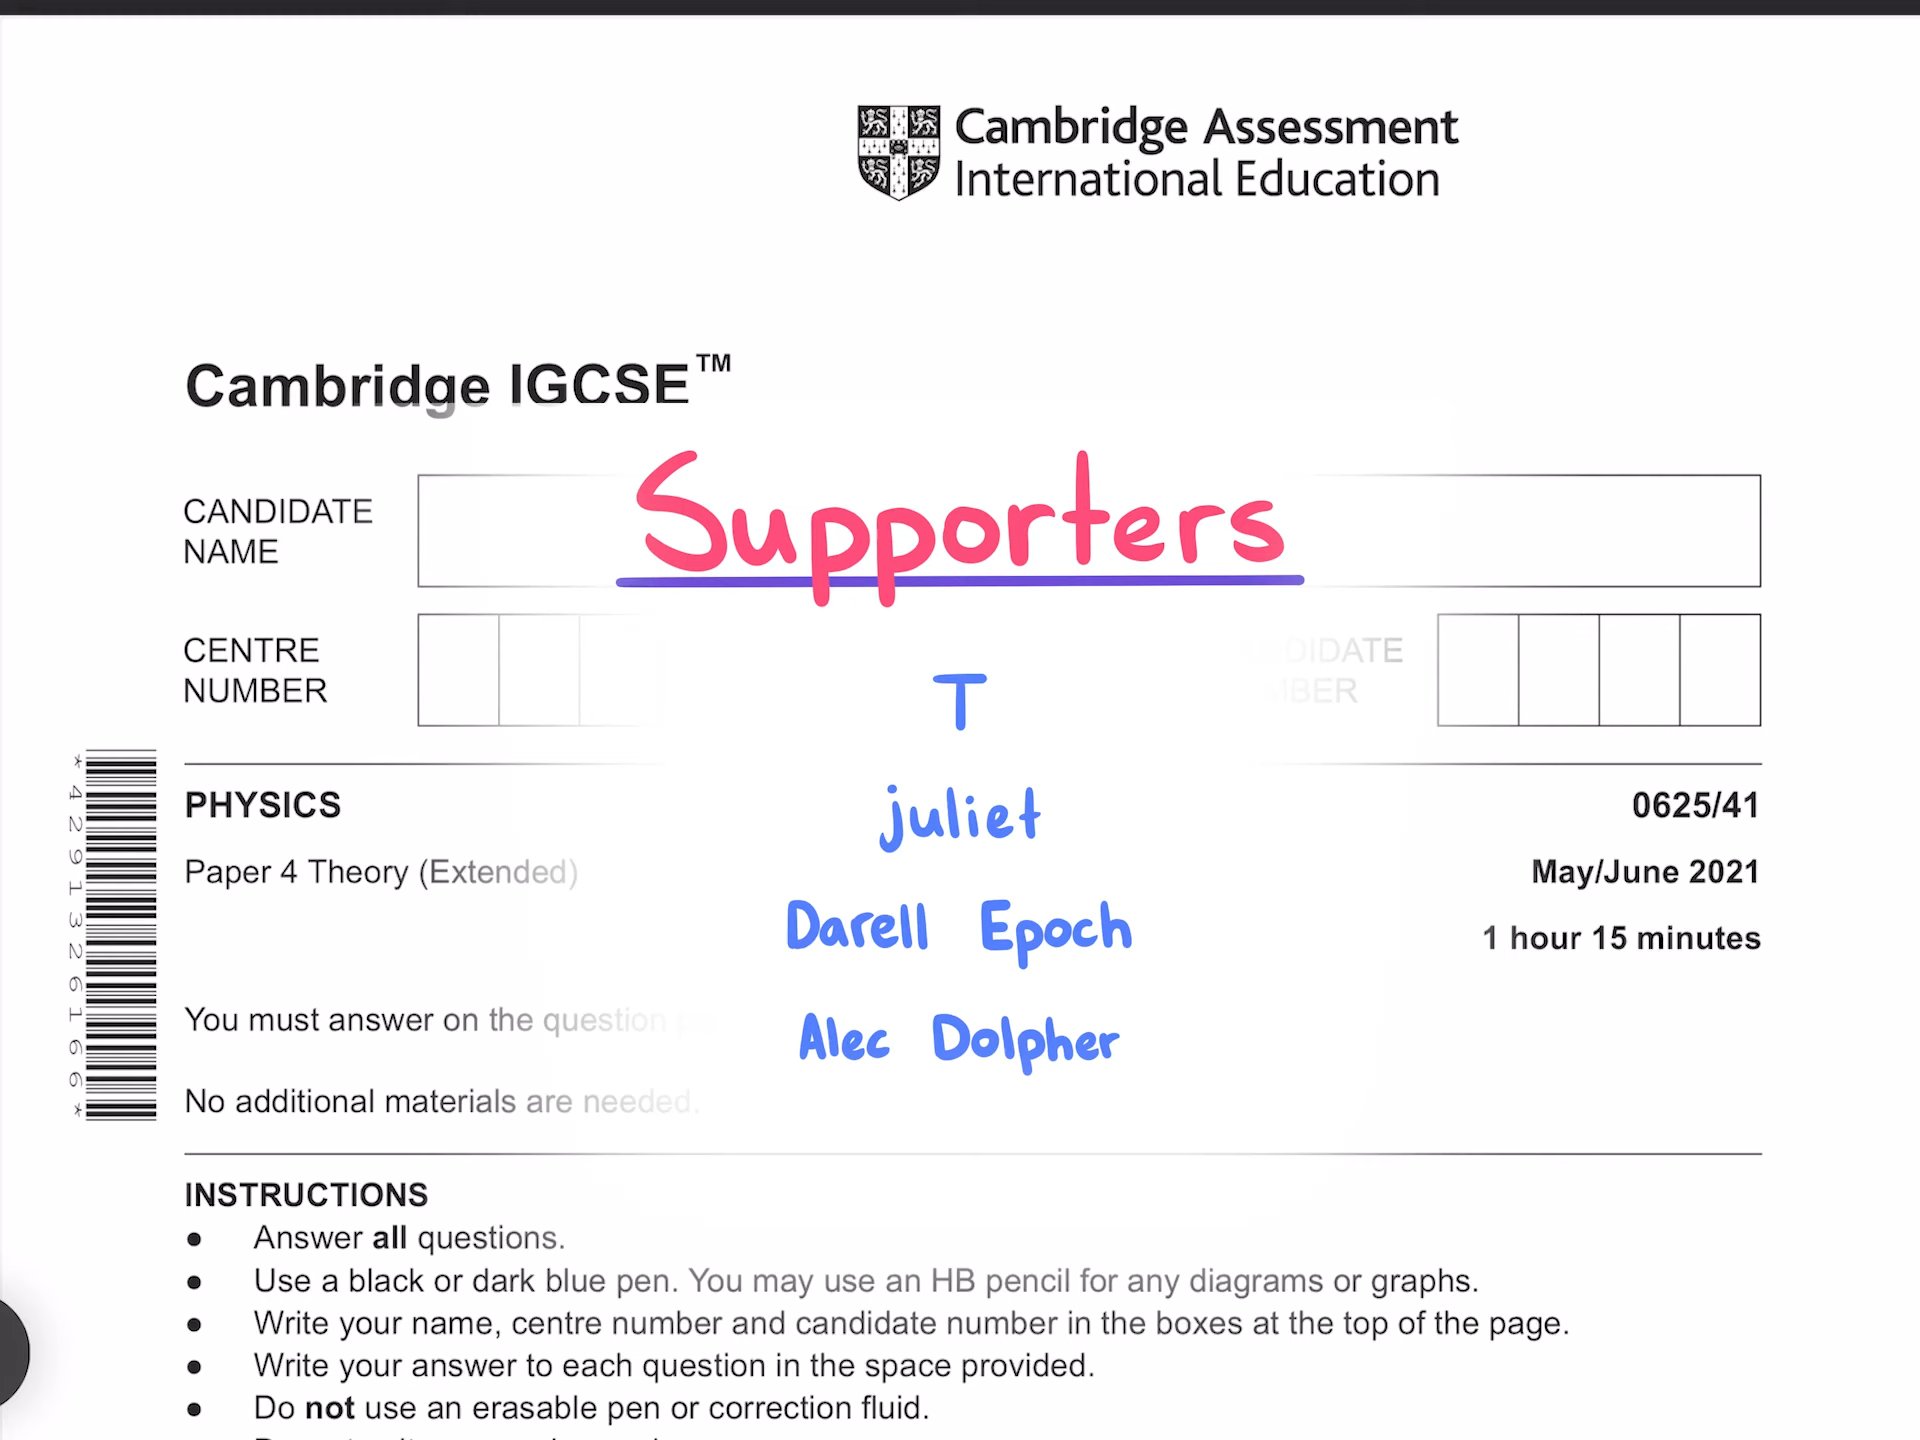 Cambridge Assessment
International Education
Cambridge IGCSE™
CANDIDATE
NAME
Supporters
CENTRE
NUMBER
T
juliet
Darell Epoch
Alec Dolpher
*4291326166*
PHYSICS
0625/41
Paper 4 Theory (Extended)
May/June 2021
1 hour 15 minutes
You must answer on the question
No additional materials are needed.
INSTRUCTIONS
● Answer all questions.
● Use a black or dark blue pen. You may use an HB pencil for any diagrams or graphs.
● Write your name, centre number and candidate number in the boxes at the top of the page.
● Write your answer to each question in the space provided.
● Do not use an erasable pen or correction fluid.